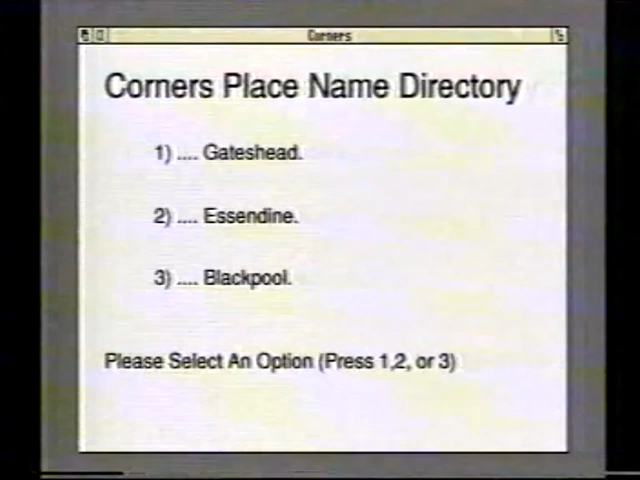 Corners
Corners Place Name Directory
1) .... Gateshead.
2) .... Essendine.
3) .... Blackpool.
Please Select An Option (Press 1,2, or 3)